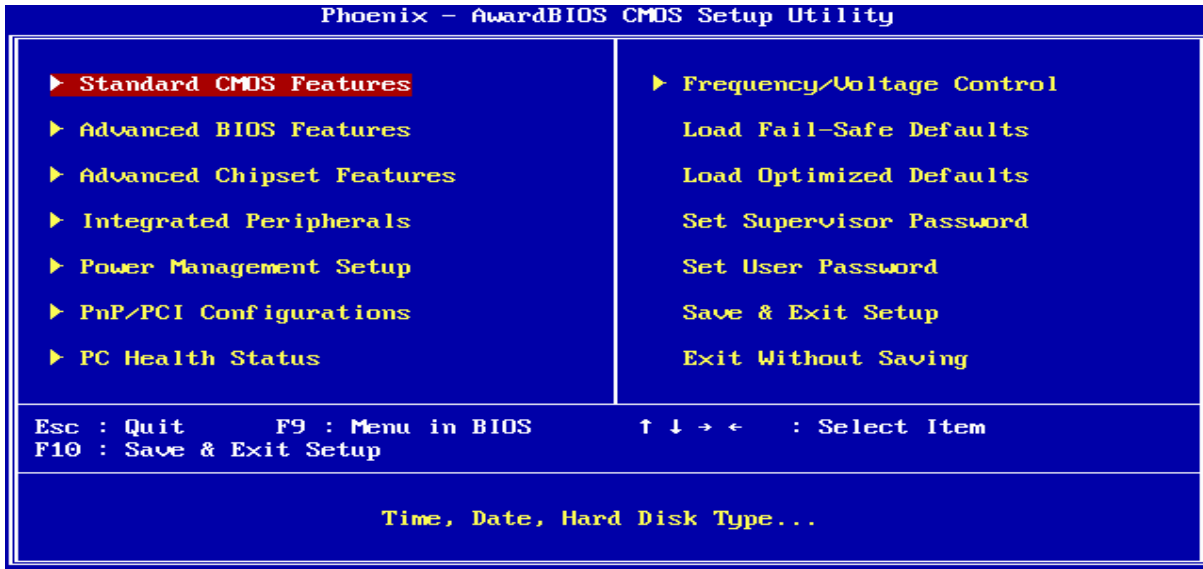 Phoenix - AwardBIOS CMOS Setup Utility
▶ Standard CMOS Features
▶ Advanced BIOS Features
▶ Advanced Chipset Features
▶ Integrated Peripherals
▶ Power Management Setup
▶ PnP/PCI Configurations
▶ PC Health Status
▶ Frequency/Voltage Control
Load Fail-Safe Defaults
Load Optimized Defaults
Set Supervisor Password
Set User Password
Save & Exit Setup
Exit Without Saving
Esc : Quit F9 : Menu in BIOS ↑ ↓ → ← : Select Item
F10 : Save & Exit Setup
Time, Date, Hard Disk Type...